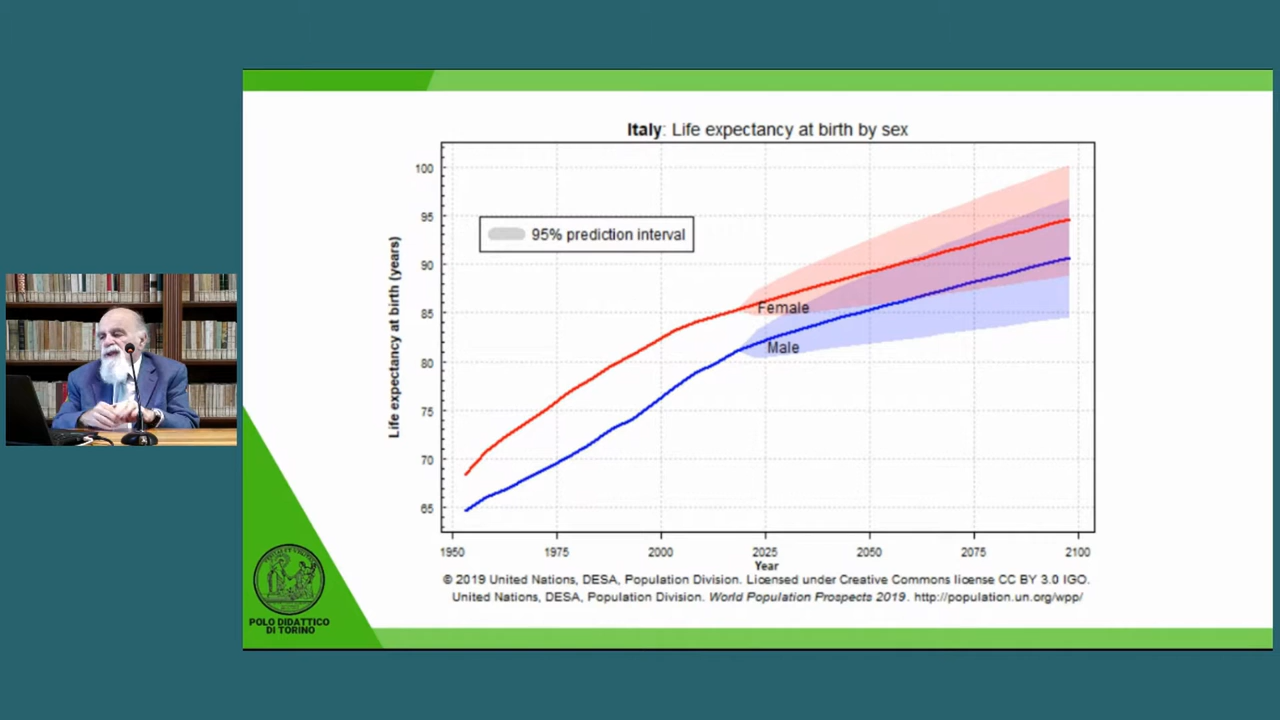 Italy: Life expectancy at birth by sex
Life expectancy at birth (years)
100
95
90
85
80
75
70
65
95% prediction interval
Female
Male
1950 1975 2000 2025 2050 2075 2100
Year
© 2019 United Nations, DESA, Population Division. Licensed under Creative Commons license CC BY 3.0 IGO.
United Nations, DESA, Population Division. World Population Prospects 2019. http://population.un.org/wpp/
POLO DIDATTICO
DI TORINO